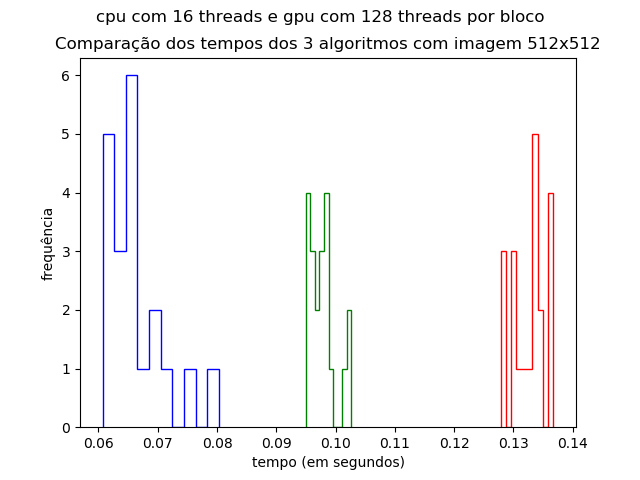 cpu com 16 threads e gpu com 128 threads por bloco
Comparação dos tempos dos 3 algoritmos com imagem 512x512
6
5
4
3
2
1
0
frequência
0.06 0.07 0.08 0.09 0.10 0.11 0.12 0.13 0.14
tempo (em segundos)